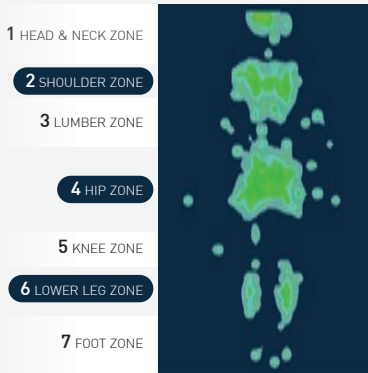 1 HEAD & NECK ZONE
2 SHOULDER ZONE
3 LUMBER ZONE
4 HIP ZONE
5 KNEE ZONE
6 LOWER LEG ZONE
7 FOOT ZONE